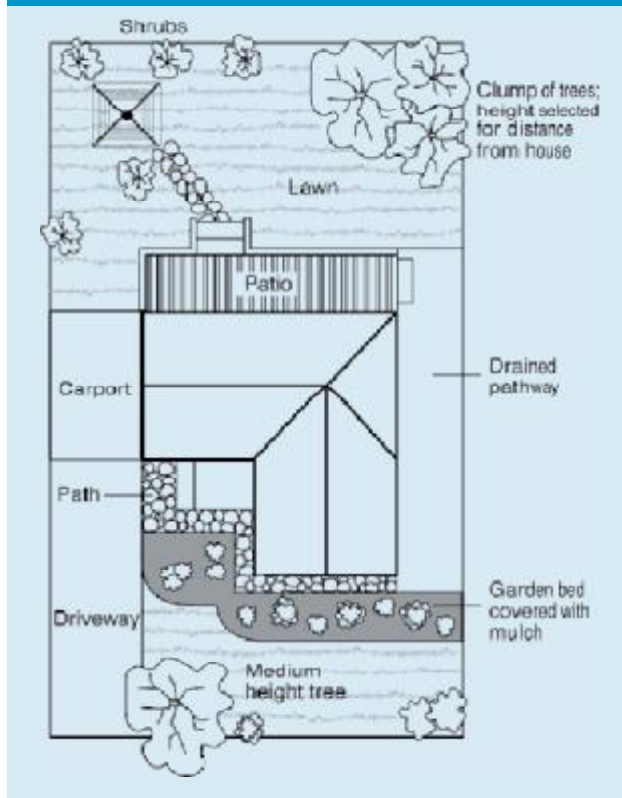 Shrubs
Clump of trees;
height selected
for distance
from house
Lawn
Patio
Carport
Drained
pathway
Path
Garden bed
covered with
mulch
Driveway
Medium
height tree